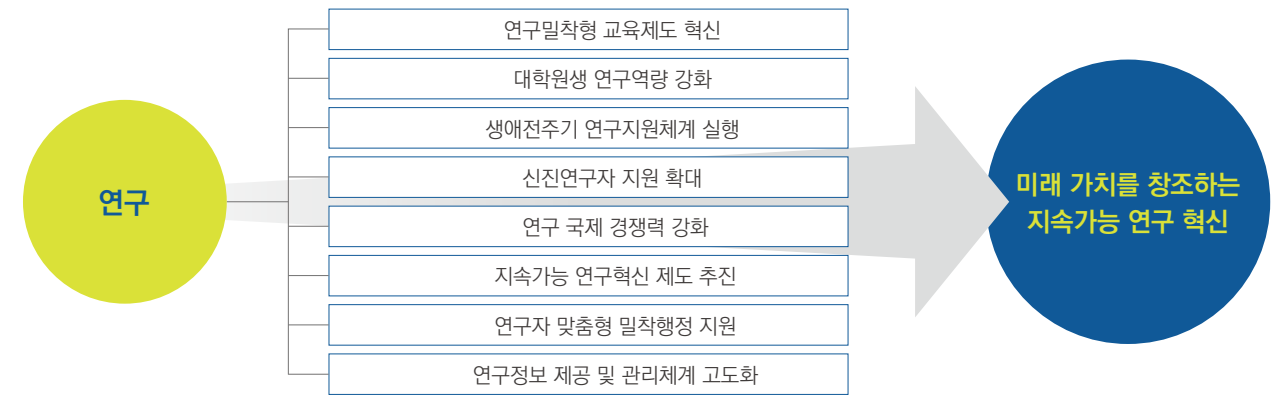 연구
연구밀착형 교육제도 혁신
대학원생 연구역량 강화
생애전주기 연구지원체계 실행
신진연구자 지원 확대
연구 국제 경쟁력 강화
지속가능 연구혁신 제도 추진
연구자 맞춤형 밀착행정 지원
연구정보 제공 및 관리체계 고도화
미래 가치를 창조하는
지속가능 연구 혁신